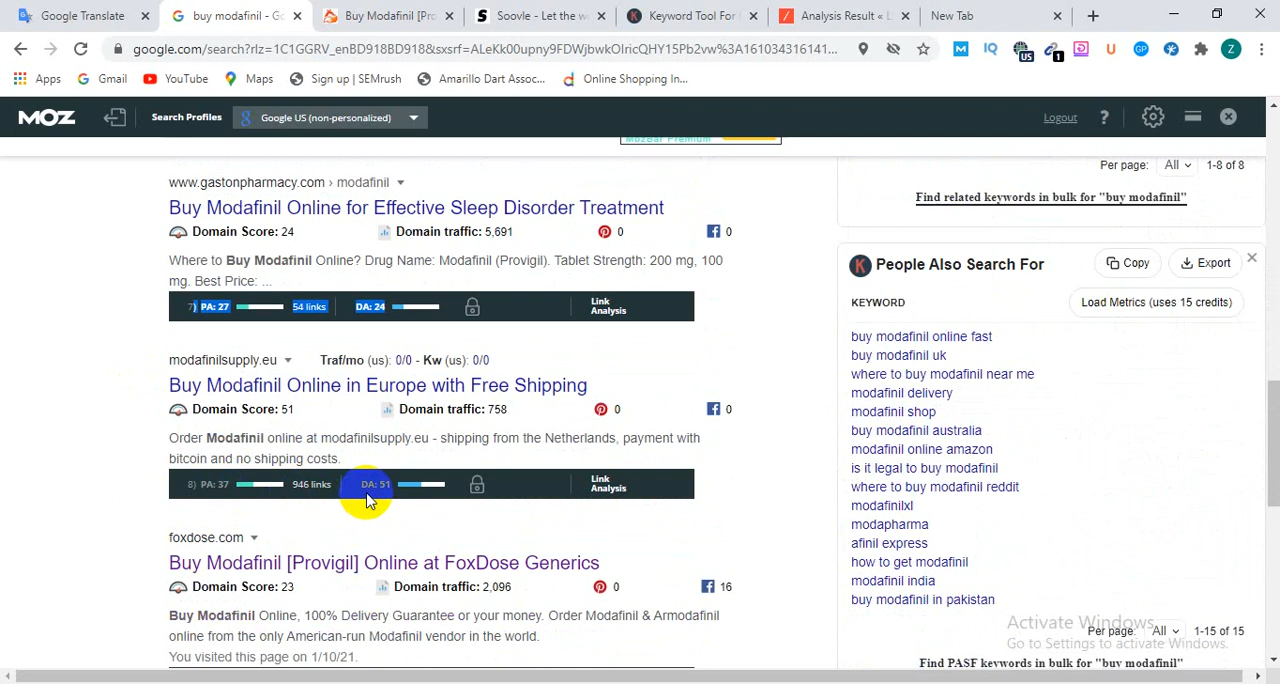 Google Translate
buy modafinil - Go
Buy Modafinil [Pro
Soovle - Let the w
Keyword Tool For
Analysis Result « L
New Tab
google.com/search?rlz=1C1GGRV_enBD918BD918&sxsrf=ALeKk00upny9FDWjbwkOlricQHY15Pb2vw%3A161034316141...
Apps
Gmail
YouTube
Maps
Sign up | SEMrush
Amarillo Dart Assoc...
Online Shopping In...
MOZ
Search Profiles
Google US (non-personalized)
Logout
MozBar Premium
www.gastonpharmacy.com › modafinil
Buy Modafinil Online for Effective Sleep Disorder Treatment
Domain Score: 24
Domain traffic: 5,691
0
0
Where to Buy Modafinil Online? Drug Name: Modafinil (Provigil). Tablet Strength: 200 mg, 100
mg. Best Price: ...
7) PA: 27
54 links
DA: 24
Link
Analysis
modafinilsupply.eu
Traf/mo (us): 0/0 - Kw (us): 0/0
Buy Modafinil Online in Europe with Free Shipping
Domain Score: 51
Domain traffic: 758
0
0
Order Modafinil online at modafinilsupply.eu - shipping from the Netherlands, payment with
bitcoin and no shipping costs.
8) PA: 37
946 links
DA: 51
Link
Analysis
foxdose.com
Buy Modafinil [Provigil] Online at FoxDose Generics
Domain Score: 23
Domain traffic: 2,096
0
16
Buy Modafinil Online, 100% Delivery Guarantee or your money. Order Modafinil & Armodafinil
online from the only American-run Modafinil vendor in the world.
You visited this page on 1/10/21.
Per page: All 1-8 of 8
Find related keywords in bulk for "buy modafinil"
People Also Search For
Copy
Export
KEYWORD
Load Metrics (uses 15 credits)
buy modafinil online fast
buy modafinil uk
where to buy modafinil near me
modafinil delivery
modafinil shop
buy modafinil australia
modafinil online amazon
is it legal to buy modafinil
where to buy modafinil reddit
modafinilxl
modapharma
afinil express
how to get modafinil
modafinil india
buy modafinil in pakistan
Activate Windows
Go to Settings to activate Windows.
Per page: All 1-15 of 15
Find PASF keywords in bulk for "buy modafinil"